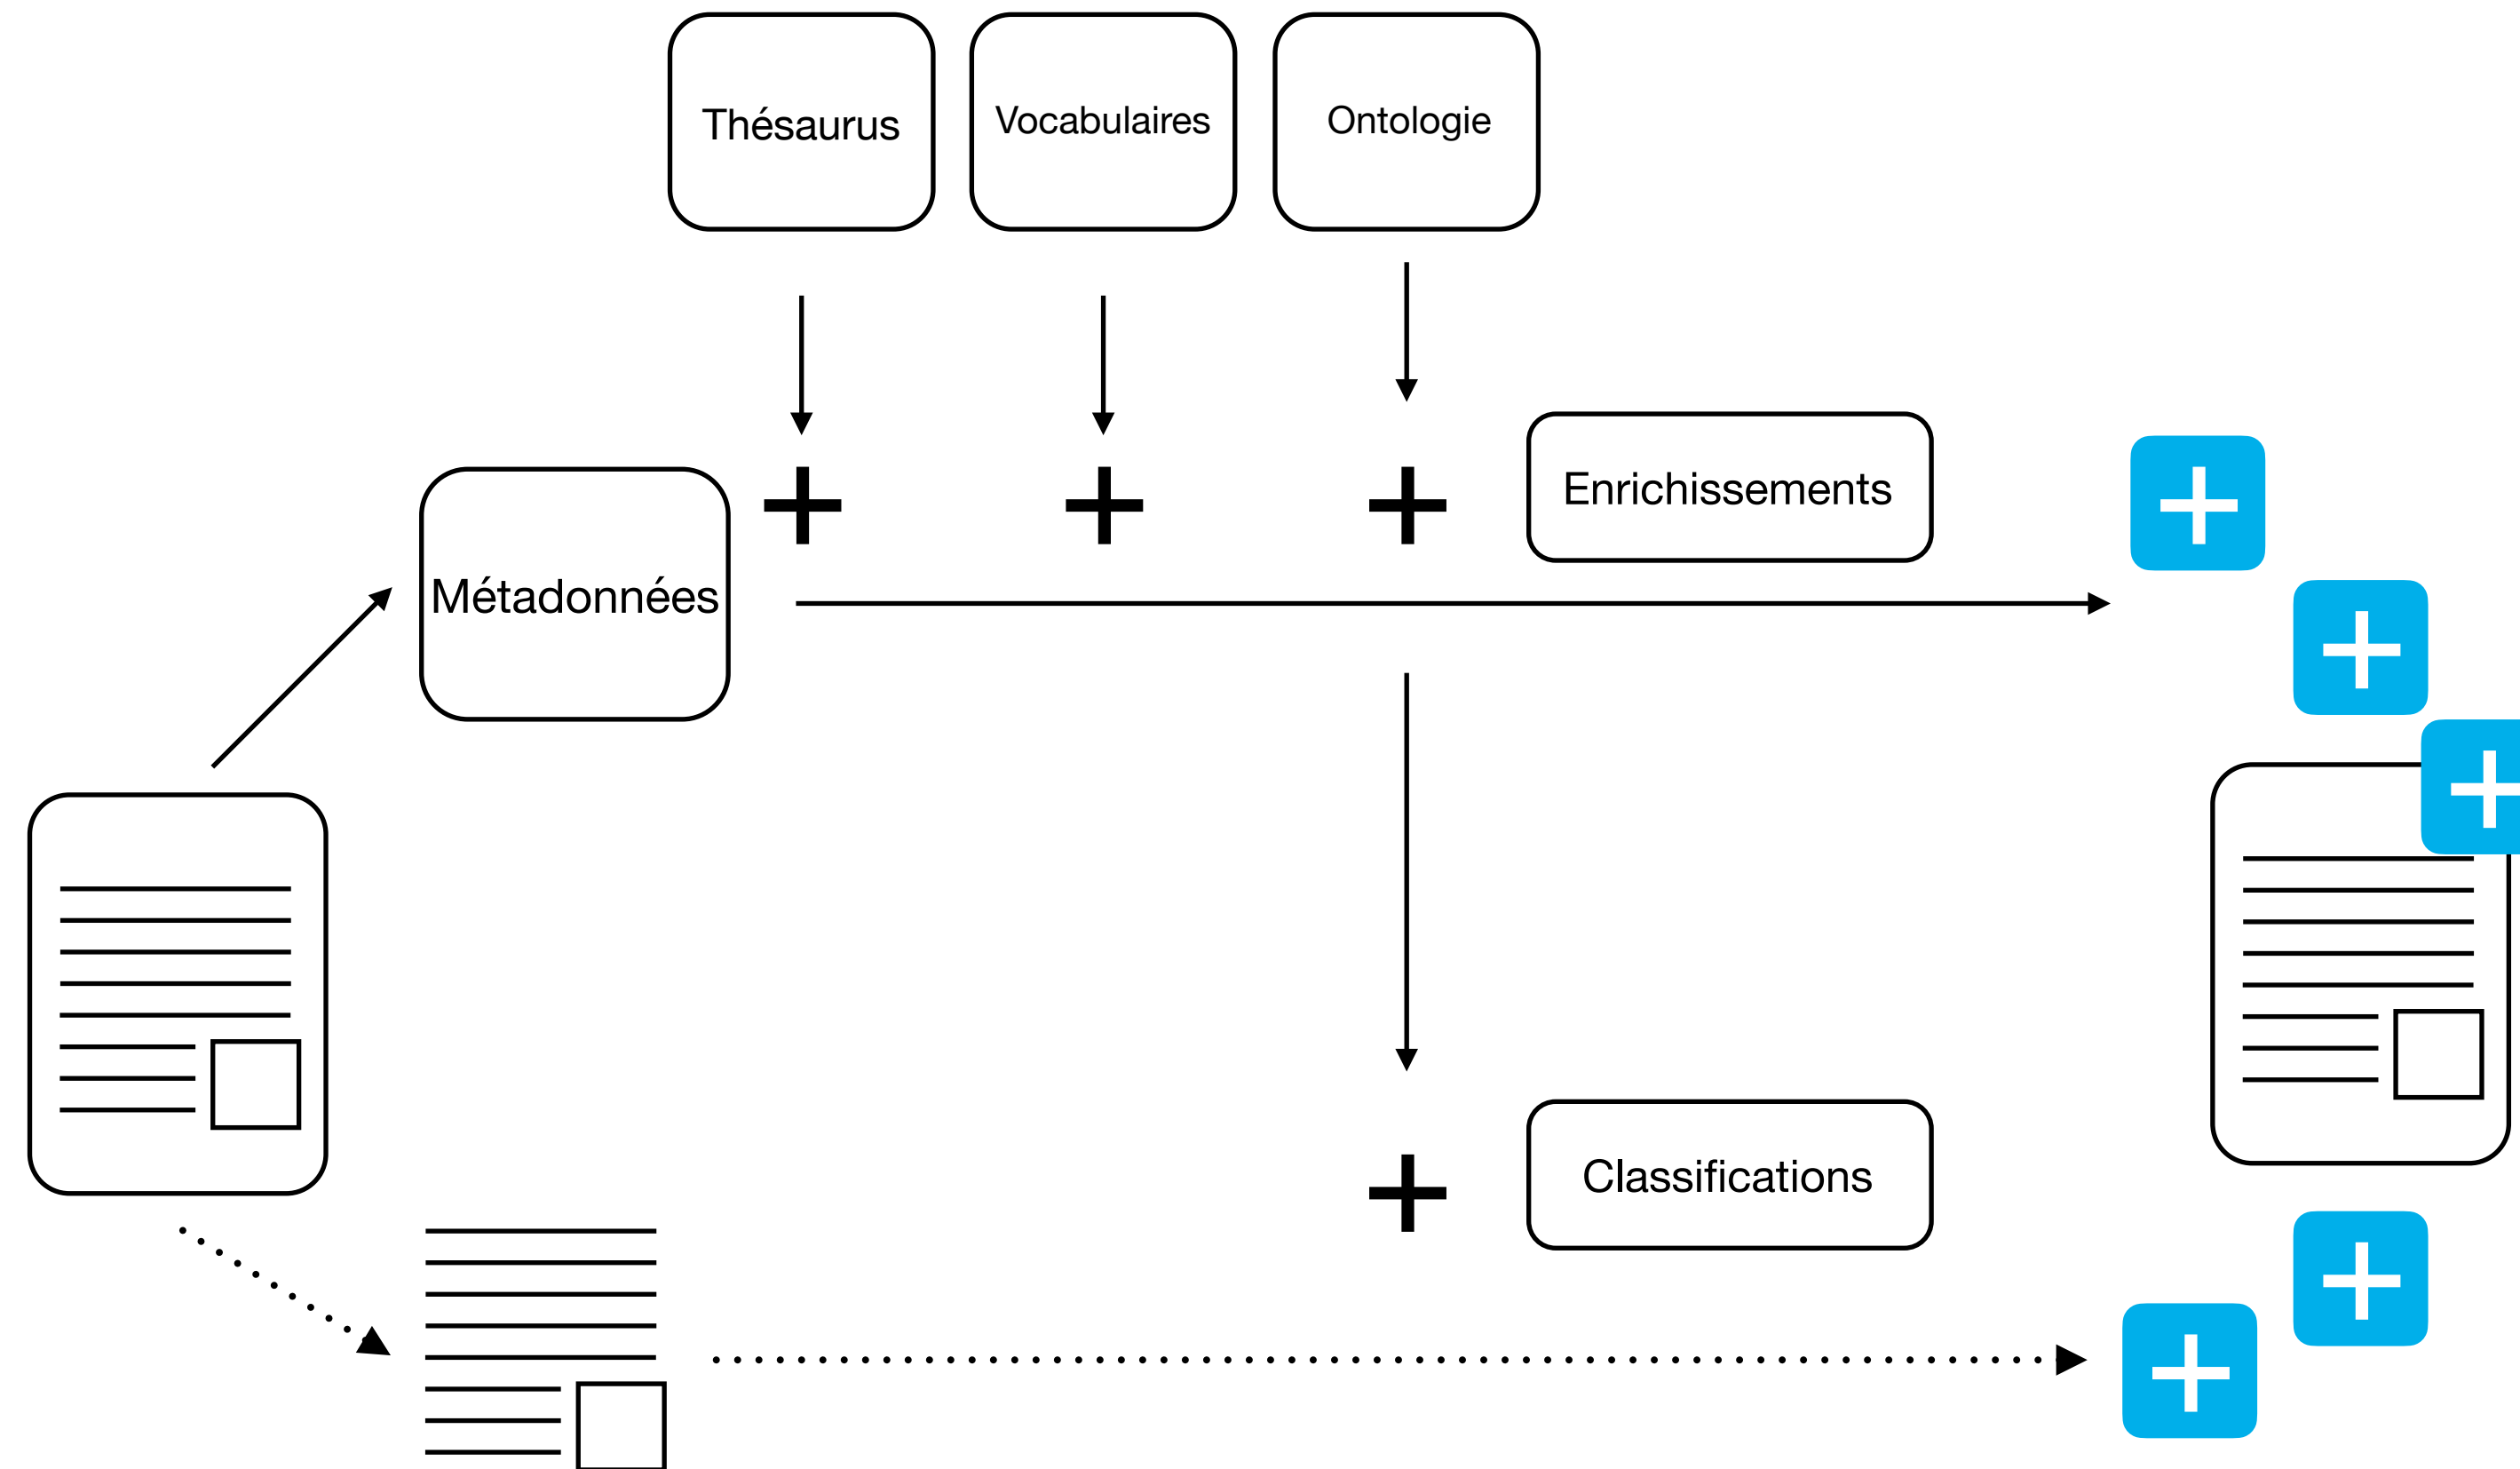 Thésaurus
Vocabulaires
Ontologie
Enrichissements
Métadonnées
Classifications